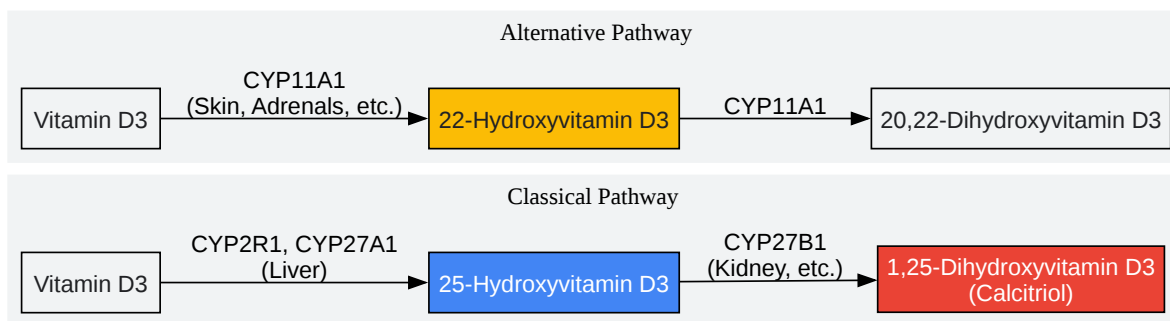 Alternative Pathway
Vitamin D3
CYP11A1
(Skin, Adrenals, etc.)
22-Hydroxyvitamin D3
CYP11A1
20,22-Dihydroxyvitamin D3
Classical Pathway
Vitamin D3
CYP2R1, CYP27A1
(Liver)
25-Hydroxyvitamin D3
CYP27B1
(Kidney, etc.)
1,25-Dihydroxyvitamin D3
(Calcitriol)